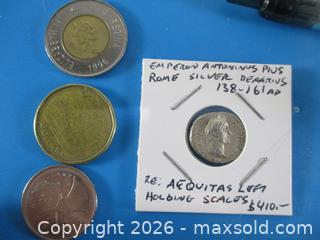 1996
EMPEROR ANTONINUS PIUS
ROME SILVER DENARIUS
138-161 AD
RE: AEQUITAS LEFT
HOLDING SCALES
$410.-
Copyright 2026 - www.maxsold.com